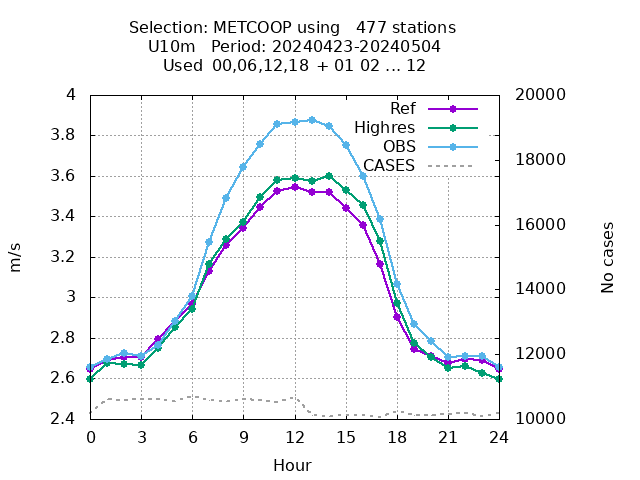 Selection: METCOOP using   477 stations
U10m   Period: 20240423-20240504
Used  00,06,12,18 + 01 02 ... 12
4
3.8
3.6
3.4
3.2
3
2.8
2.6
2.4
20000
18000
16000
14000
12000
10000
Ref
Highres
OBS
CASES
m/s
No cases
0 3 6 9 12 15 18 21 24
Hour